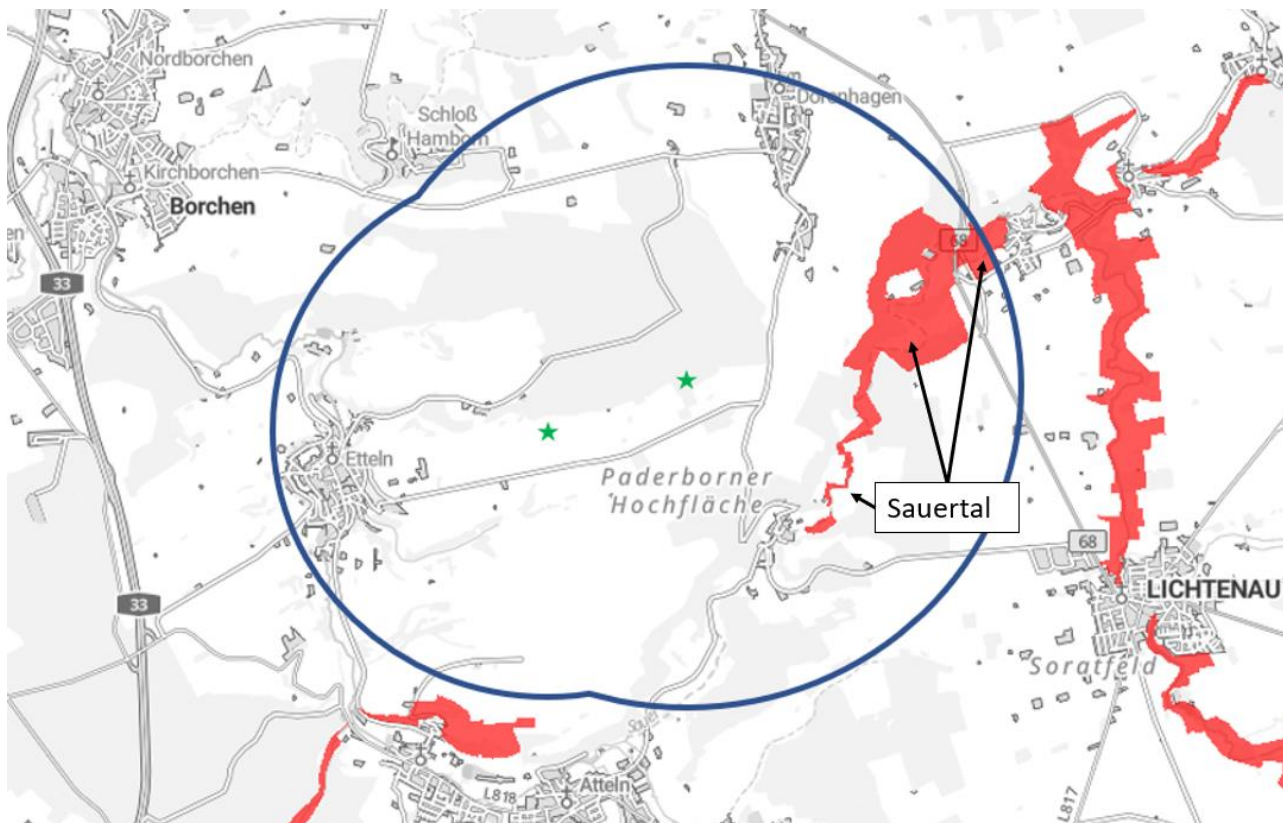 Nordborchen
Schloß
Hamborn
Dörenhagen
Kirchborchen
Borchen
33
68
Etteln
Paderborner
Hochfläche
Sauertal
68
33
LICHTENAU
Soratfeld
Sauer
Atteln
L818
L817